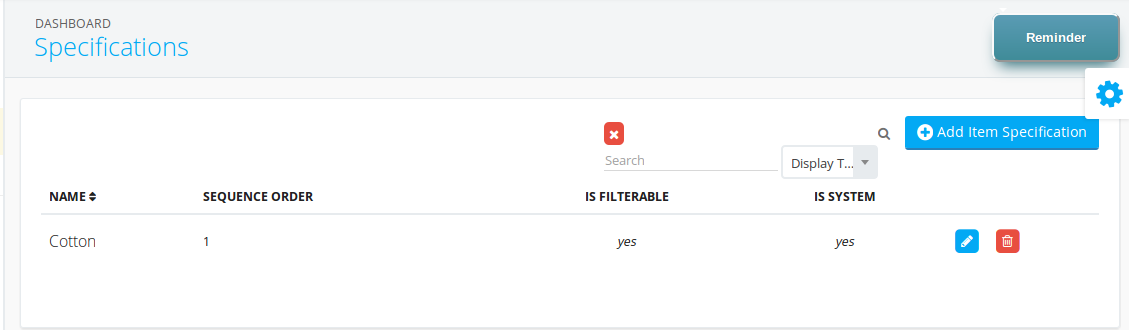 DASHBOARD
Specifications
Reminder
Add Item Specification
Search
Display T...
NAME SEQUENCE ORDER IS FILTERABLE IS SYSTEM
Cotton 1 yes yes